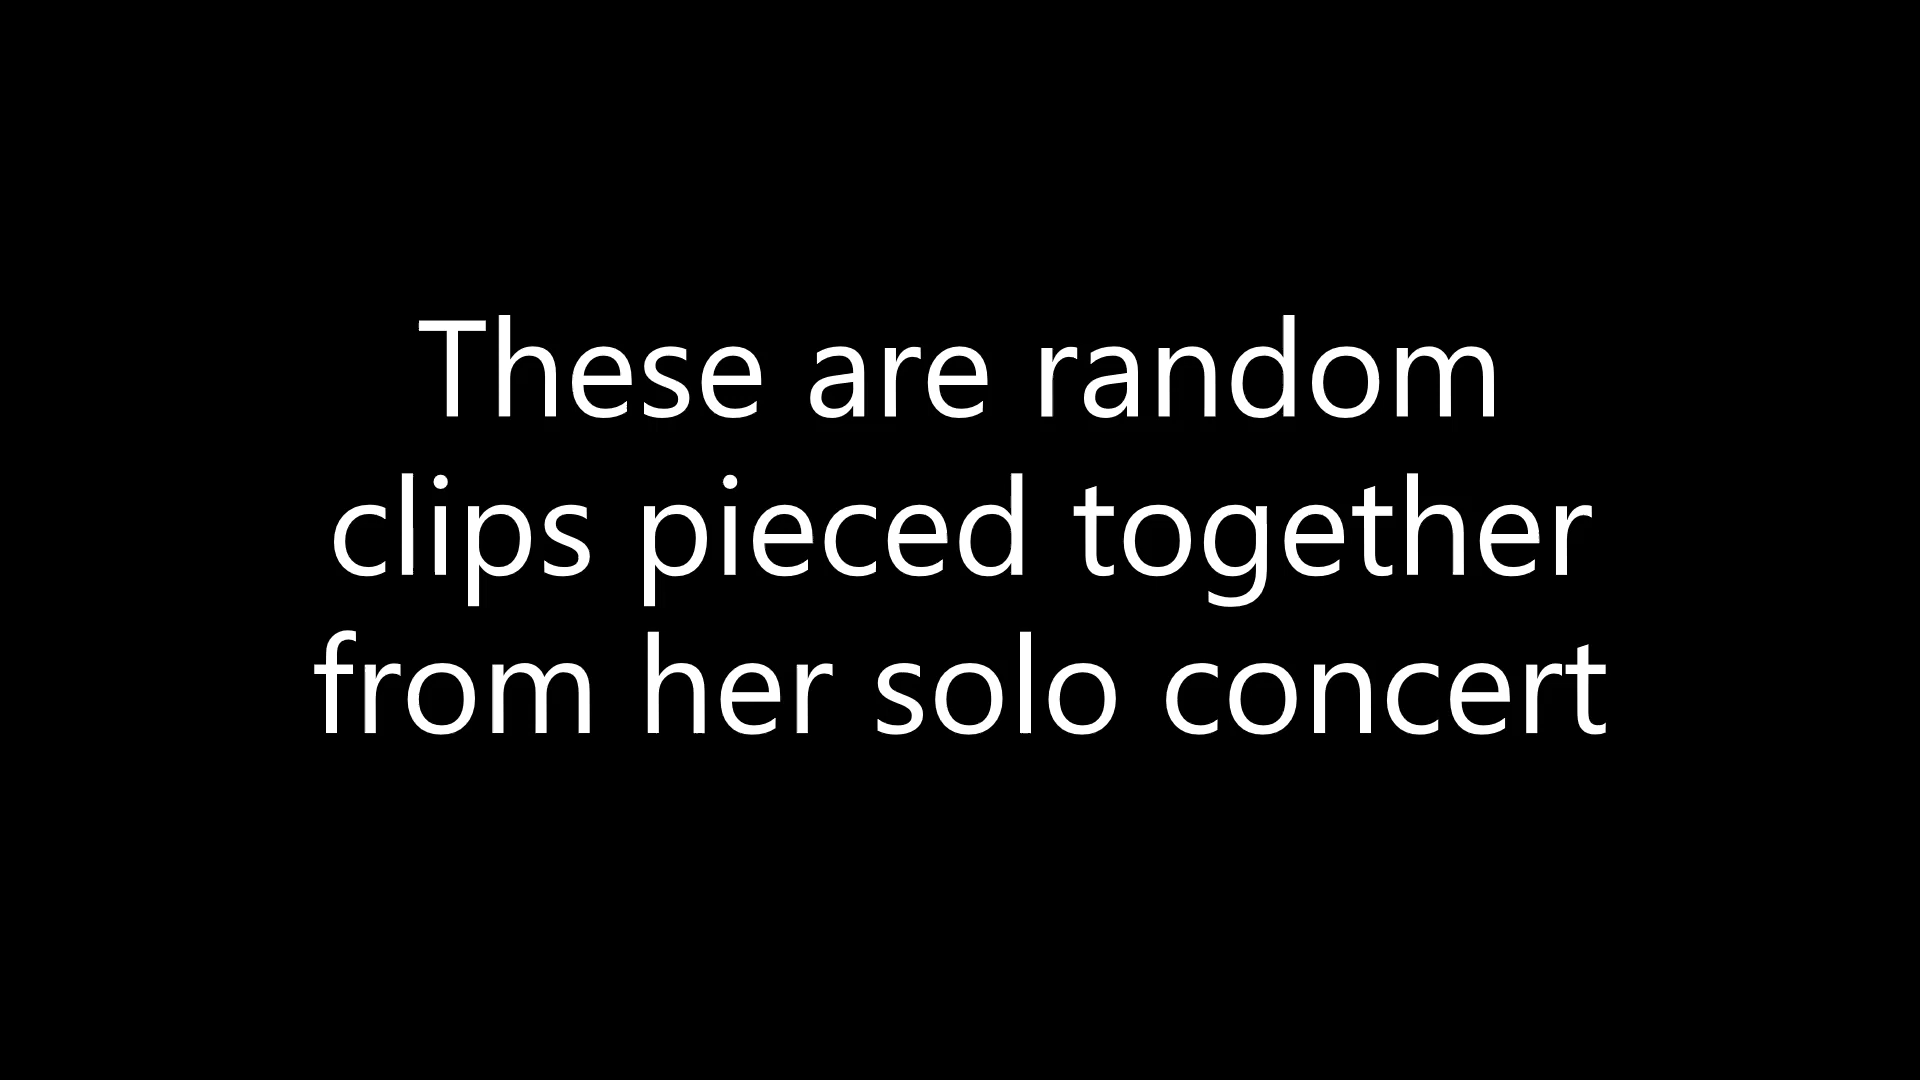 These are random
clips pieced together
from her solo concert